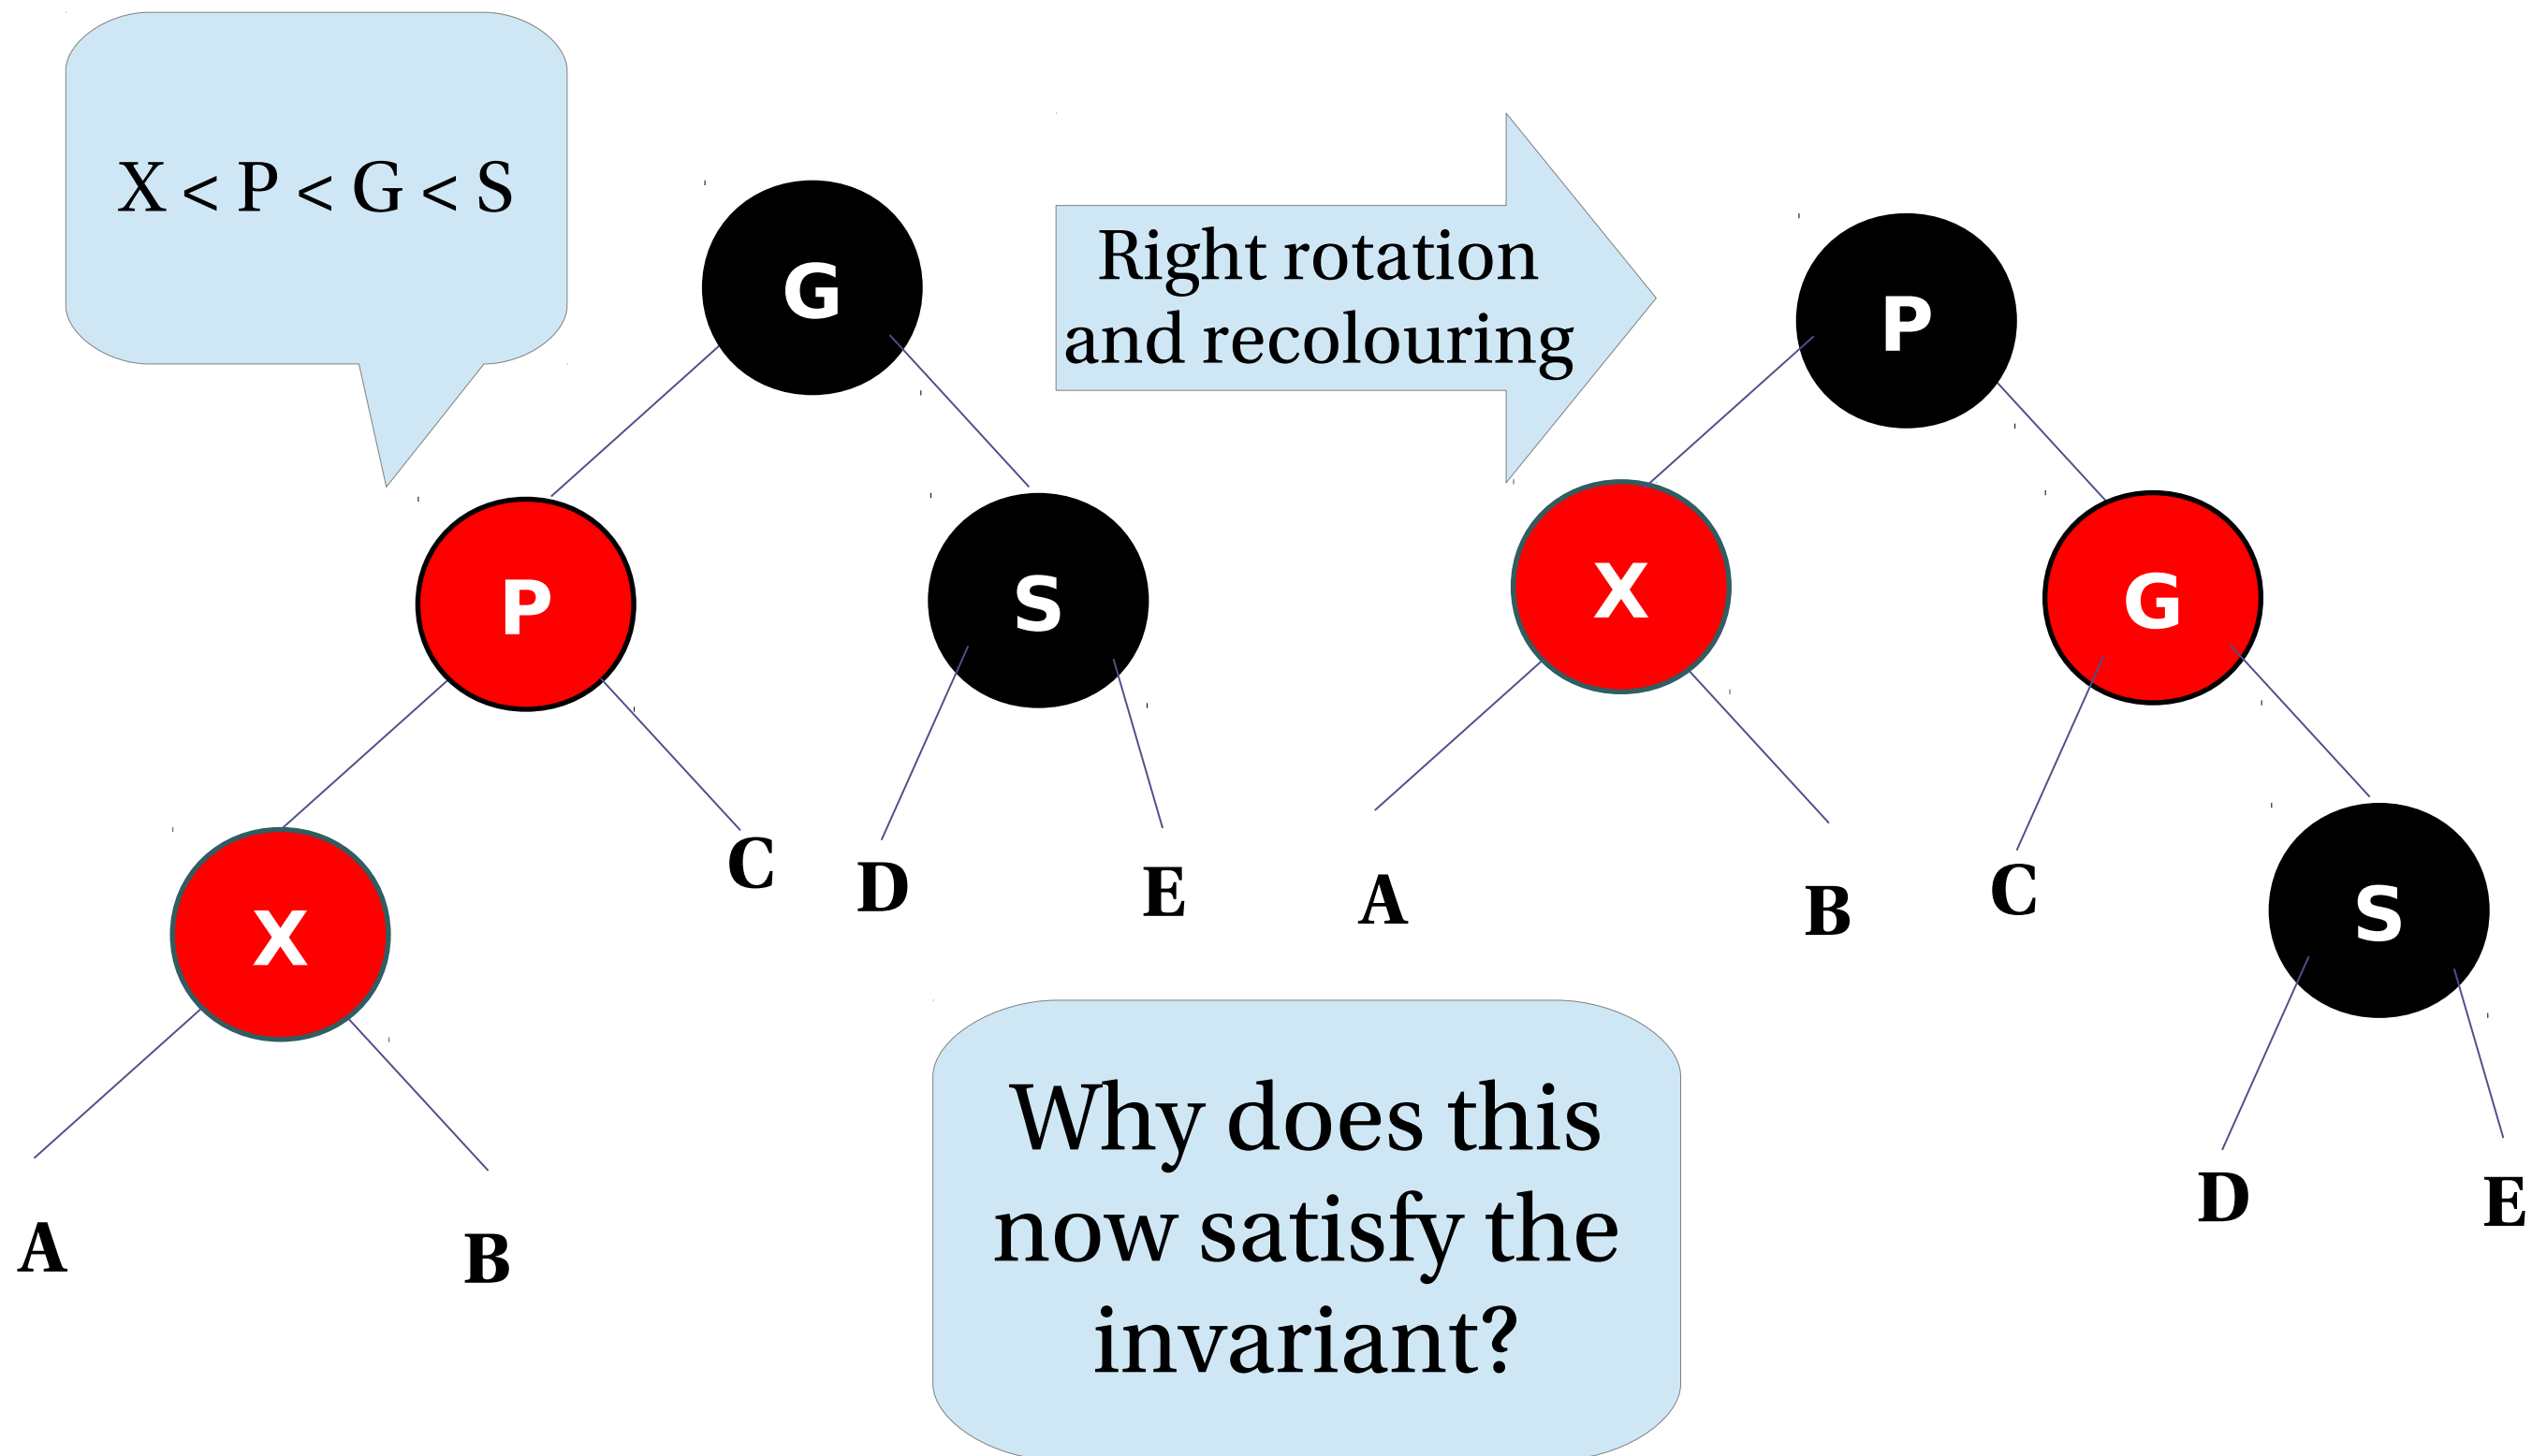 X < P < G < S
G
P
S
X
C
D
E
A
B
Right rotation
and recolouring
P
X
G
A
B
C
S
D
E
Why does this
now satisfy the
invariant?